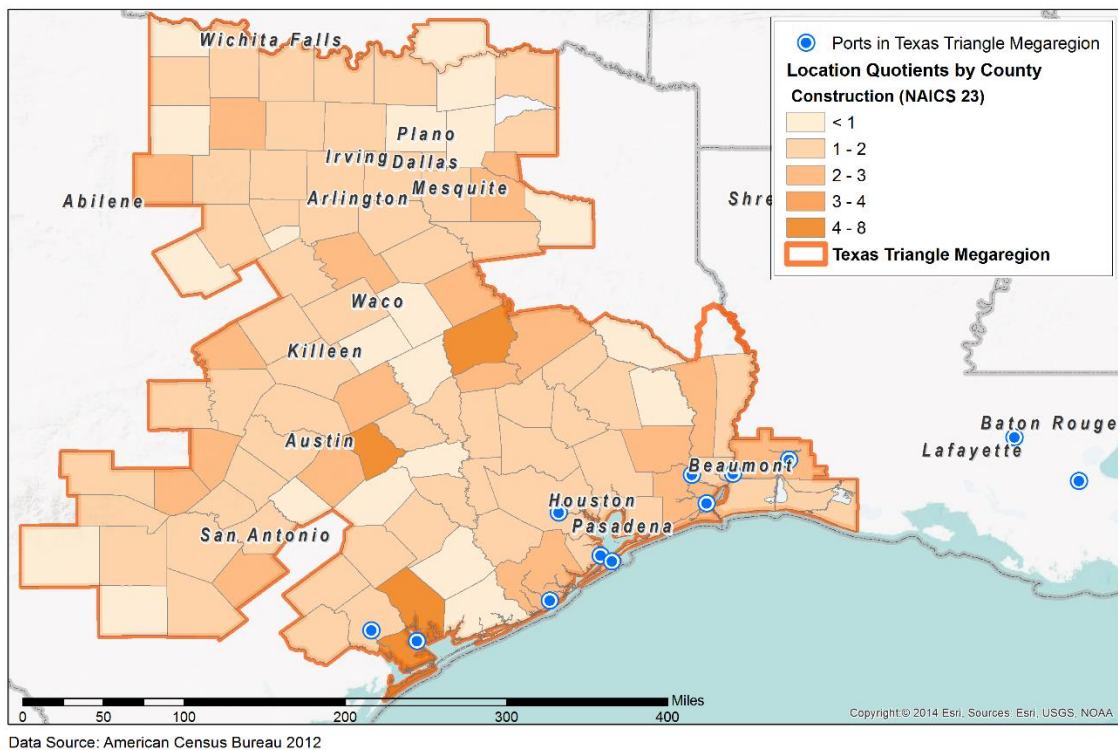 Wichita Falls
Plano
Irving Dallas
Mesquite
Arlington
Abilene
Shre
Waco
Killeen
Austin
Beaumont
Baton Rouge
Lafayette
Houston
Pasadena
San Antonio
Ports in Texas Triangle Megaregion
Location Quotients by County
Construction (NAICS 23)
< 1
1 - 2
2 - 3
3 - 4
4 - 8
Texas Triangle Megaregion
Miles
0 50 100 200 300 400
Copyright:© 2014 Esri, Sources: Esri, USGS, NOAA
Data Source: American Census Bureau 2012